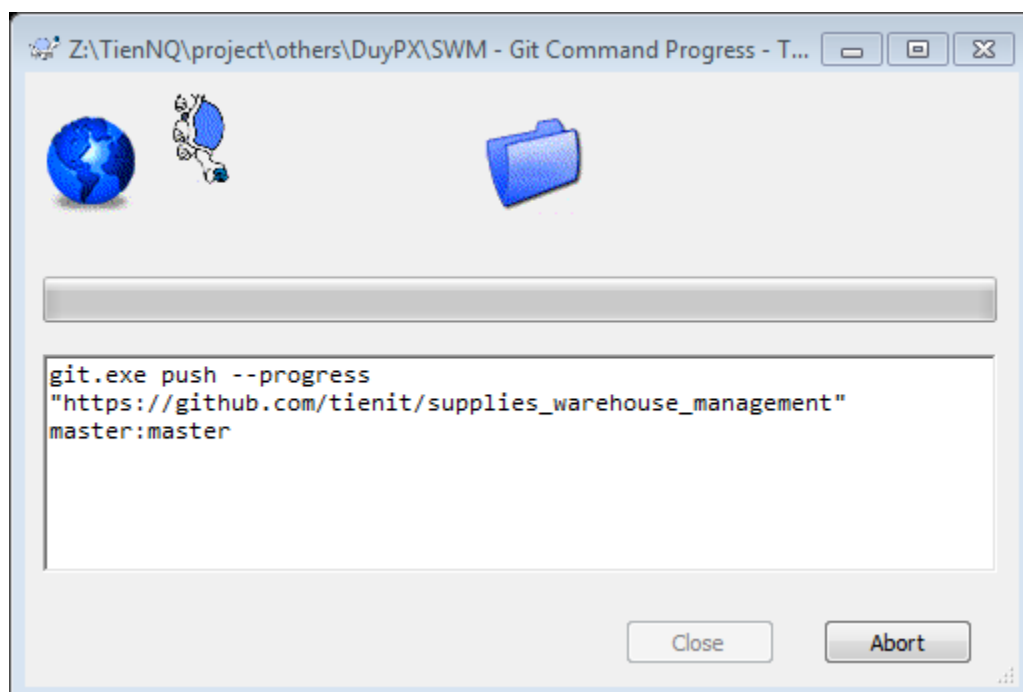 Z:\TienNQ\project\others\DuyPX\SWM - Git Command Progress - T...
git.exe push --progress
"https://github.com/tienit/supplies_warehouse_management"
master:master
Close
Abort